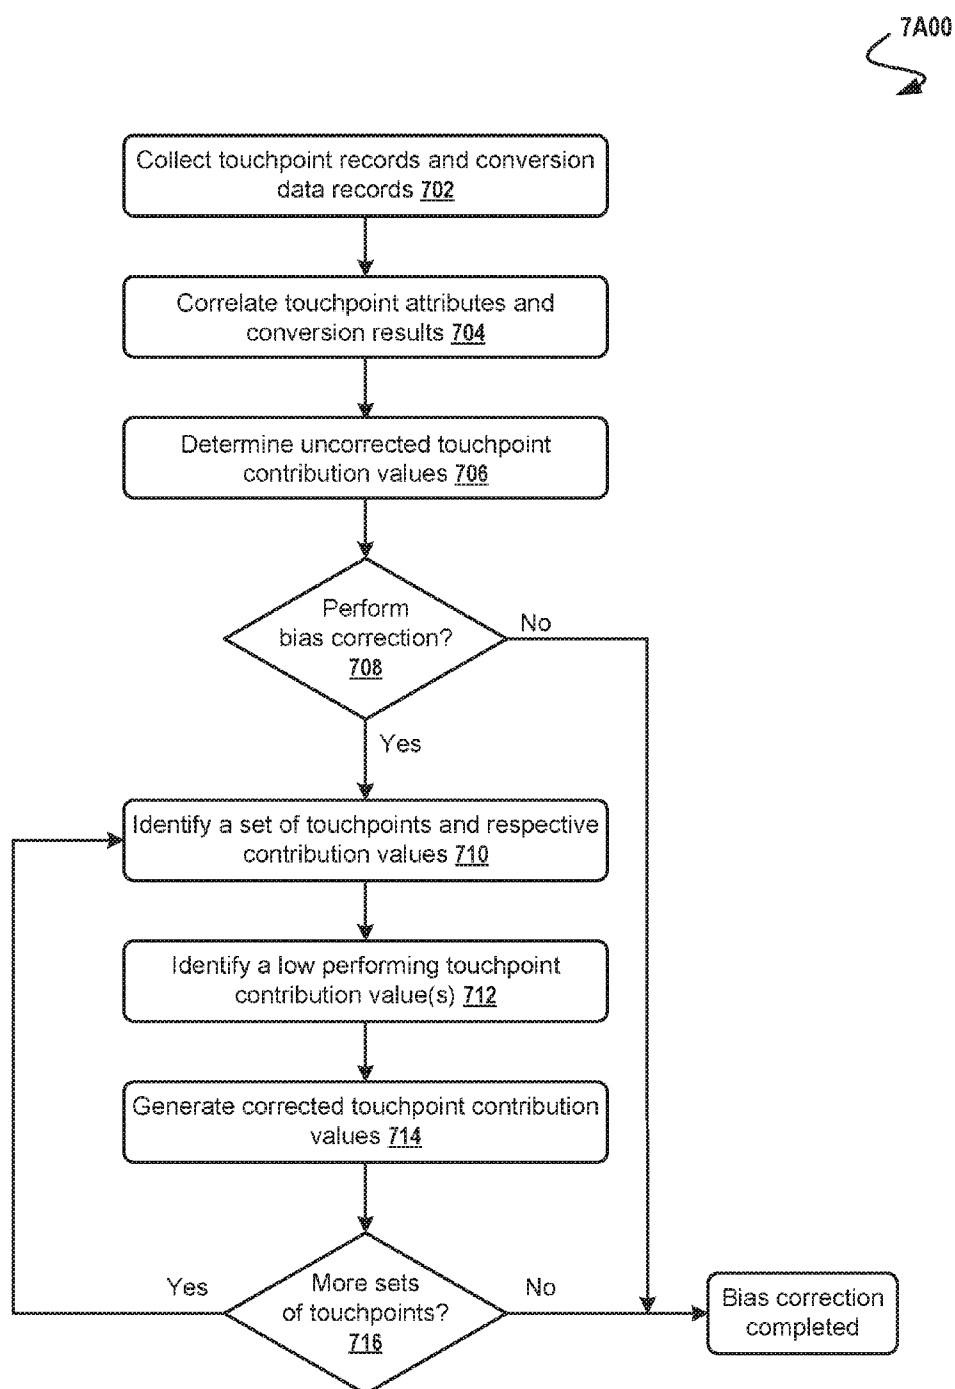 7A00
Collect touchpoint records and conversion
data records 702
Correlate touchpoint attributes and
conversion results 704
Determine uncorrected touchpoint
contribution values 706
Perform
bias correction?
708
No
Yes
Identify a set of touchpoints and respective
contribution values 710
Identify a low performing touchpoint
contribution value(s) 712
Generate corrected touchpoint contribution
values 714
Yes
More sets
of touchpoints?
716
No
Bias correction
completed